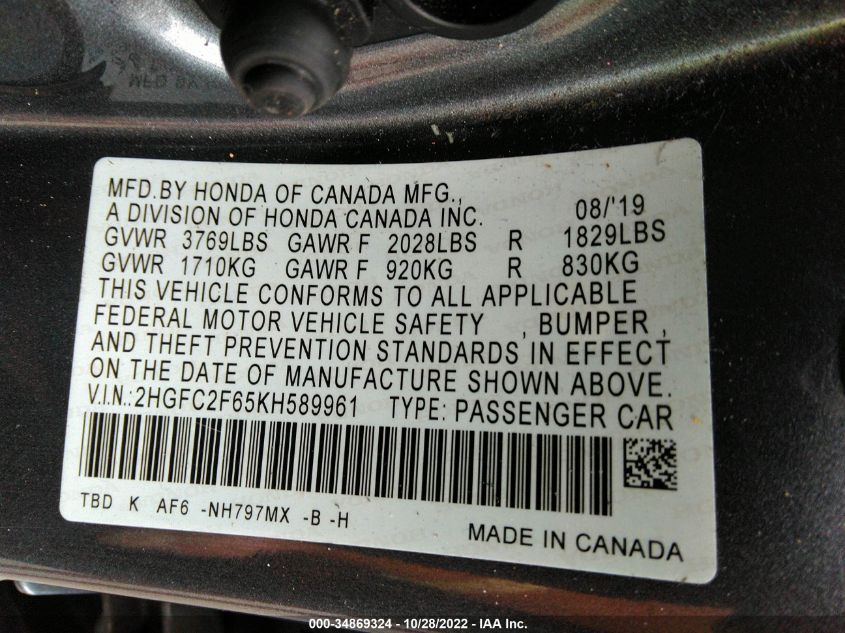 MFD.BY HONDA OF CANADA MFG.,
A DIVISION OF HONDA CANADA INC. 08/'19
GVWR 3769LBS GAWR F 2028LBS R 1829LBS
GVWR 1710KG GAWR F 920KG R 830KG
THIS VEHICLE CONFORMS TO ALL APPLICABLE
FEDERAL MOTOR VEHICLE SAFETY , BUMPER ,
AND THEFT PREVENTION STANDARDS IN EFFECT
ON THE DATE OF MANUFACTURE SHOWN ABOVE.
V.I.N.:2HGFC2F65KH589961 TYPE: PASSENGER CAR
TBD K AF6 -NH797MX -B -H
MADE IN CANADA
000-34869324 - 10/28/2022 - IAA Inc.